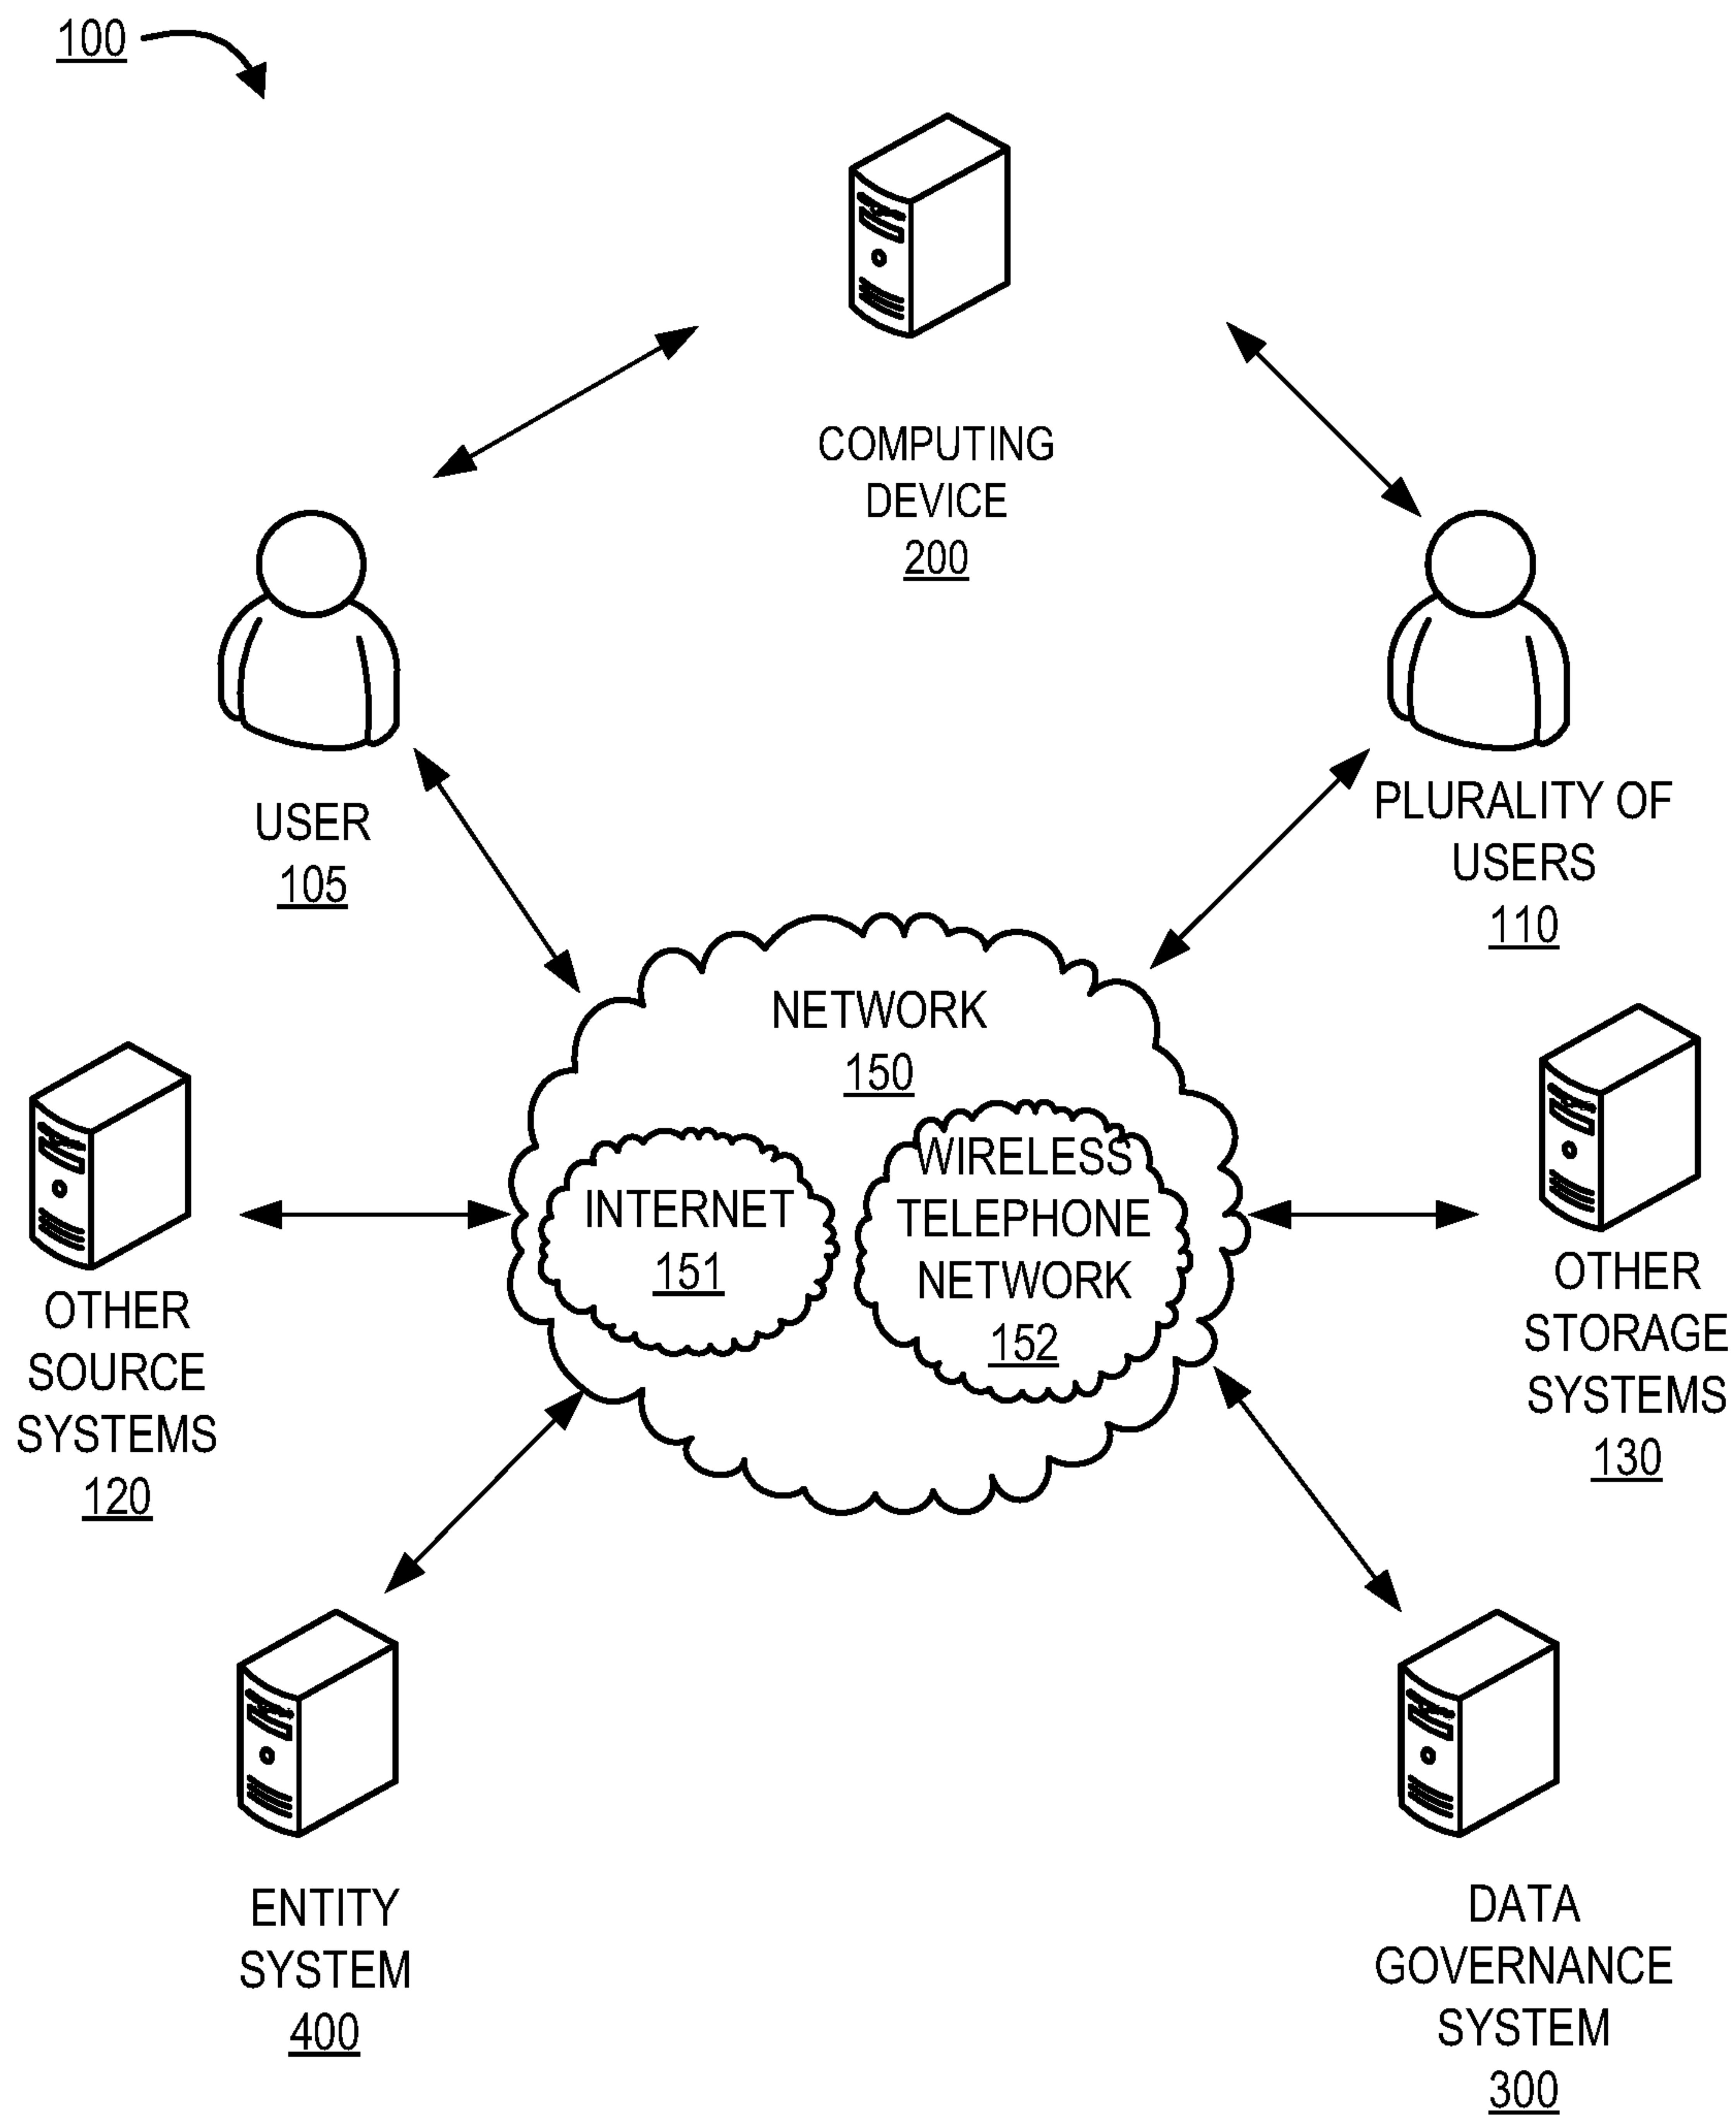 100
COMPUTING
DEVICE
200
USER
105
PLURALITY OF
USERS
110
NETWORK
150
INTERNET
151
WIRELESS
TELEPHONE
NETWORK
152
OTHER
SOURCE
SYSTEMS
120
OTHER
STORAGE
SYSTEMS
130
ENTITY
SYSTEM
400
DATA
GOVERNANCE
SYSTEM
300